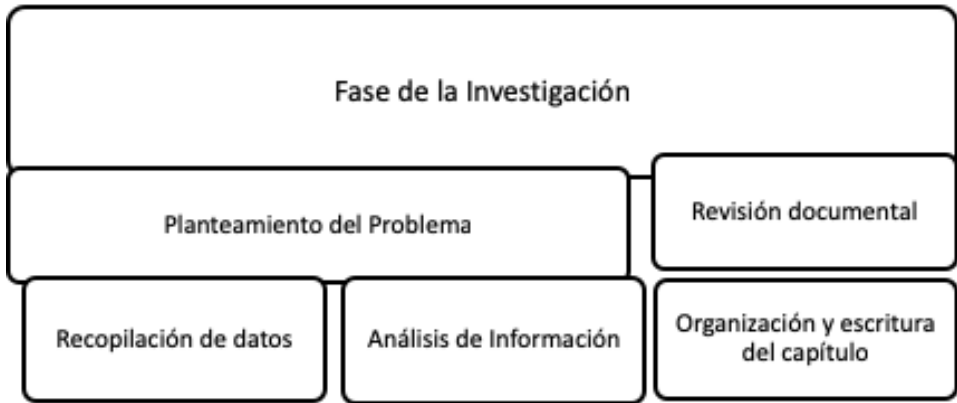 Fase de la Investigación
Planteamiento del Problema
Revisión documental
Recopilación de datos
Análisis de Información
Organización y escritura
del capítulo